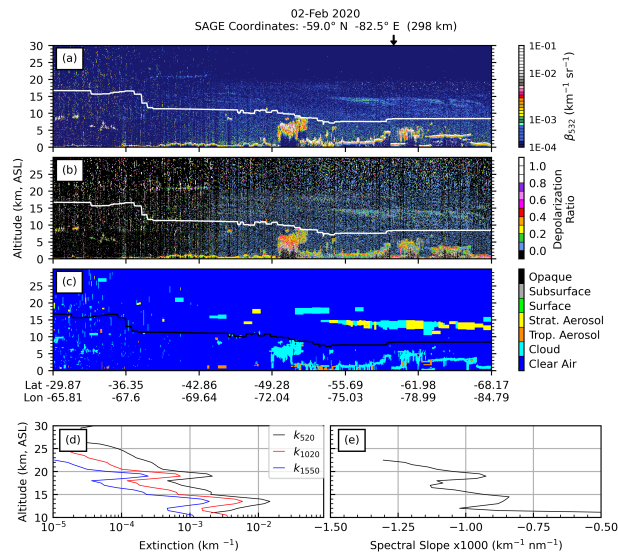 02-Feb 2020
SAGE Coordinates: -59.0° N -82.5° E (298 km)
(a)
30
25
20
15
10
5
0
1E-01
1E-02
1E-03
1E-04
β532 (km⁻¹ sr⁻¹)
(b)
30
25
20
15
10
5
0
Altitude (km, ASL)
1.0
0.8
0.6
0.4
0.2
0.0
Depolarization
Ratio
(c)
30
25
20
15
10
5
0
Opaque
Subsurface
Surface
Strat. Aerosol
Trop. Aerosol
Cloud
Clear Air
Lat -29.87 -36.35 -42.86 -49.28 -55.69 -61.98 -68.17
Lon -65.81 -67.6 -69.64 -72.04 -75.03 -78.99 -84.79
(d)
30
25
20
15
10
Altitude (km, ASL)
k520
k1020
k1550
10⁻⁵ 10⁻⁴ 10⁻³ 10⁻²
Extinction (km ⁻¹)
(e)
−1.50 −1.25 −1.00 −0.75 −0.50
Spectral Slope x1000 (km⁻¹ nm⁻¹)